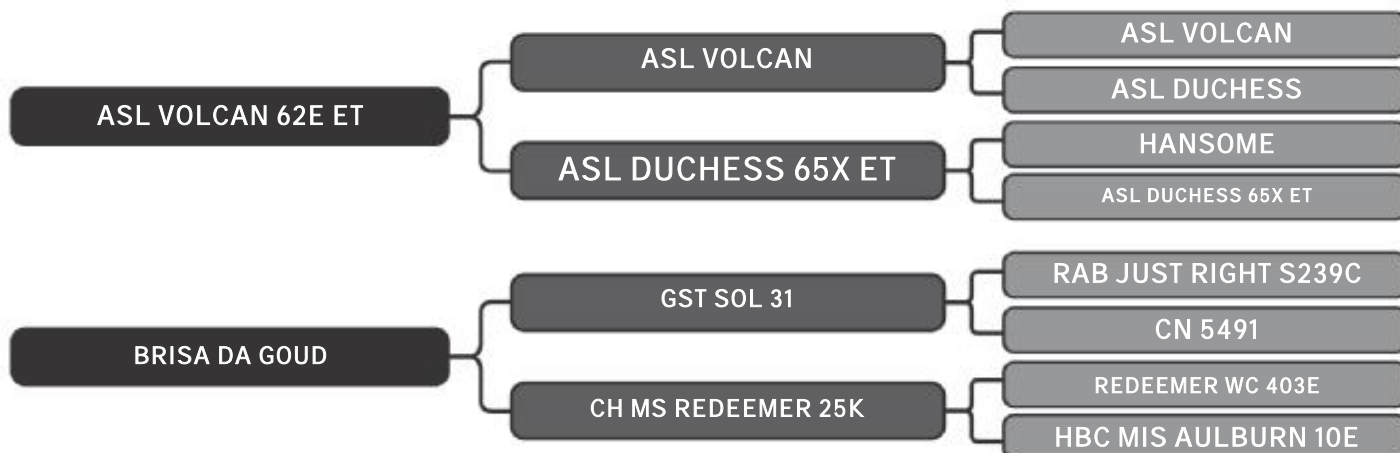 ASL VOLCAN
ASL VOLCAN
ASL DUCHESS
ASL VOLCAN 62E ET
ASL DUCHESS 65X ET
HANSOME
ASL DUCHESS 65X ET
GST SOL 31
RAB JUST RIGHT S239C
CN 5491
BRISA DA GOUD
CH MS REDEEMER 25K
REDEEMER WC 403E
HBC MIS AULBURN 10E